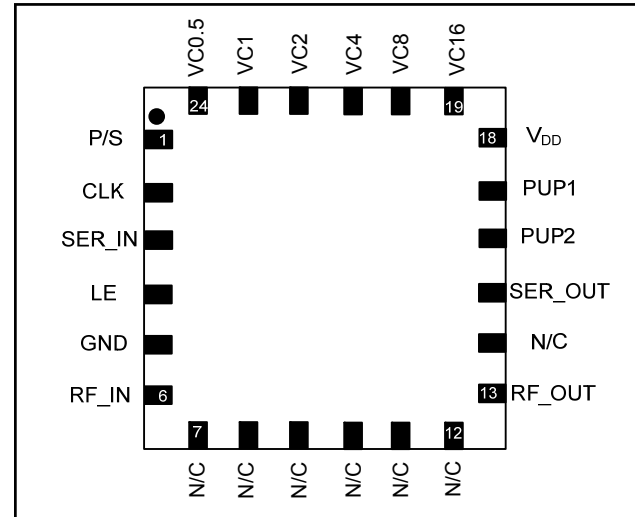 VC0.5 VC1 VC2 VC4 VC8 VC16
24 19
P/S 1 18 VDD
CLK PUP1
SER_IN PUP2
LE SER_OUT
GND N/C
RF_IN 6 13 RF_OUT
7 12
N/C N/C N/C N/C N/C N/C